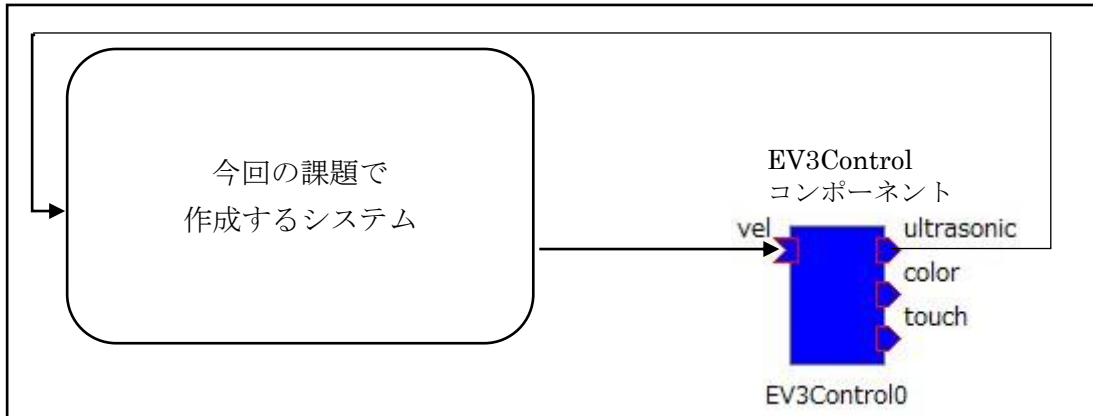 今回の課題で
作成するシステム
EV3Control
コンポーネント
vel
ultrasonic
color
touch
EV3Control0